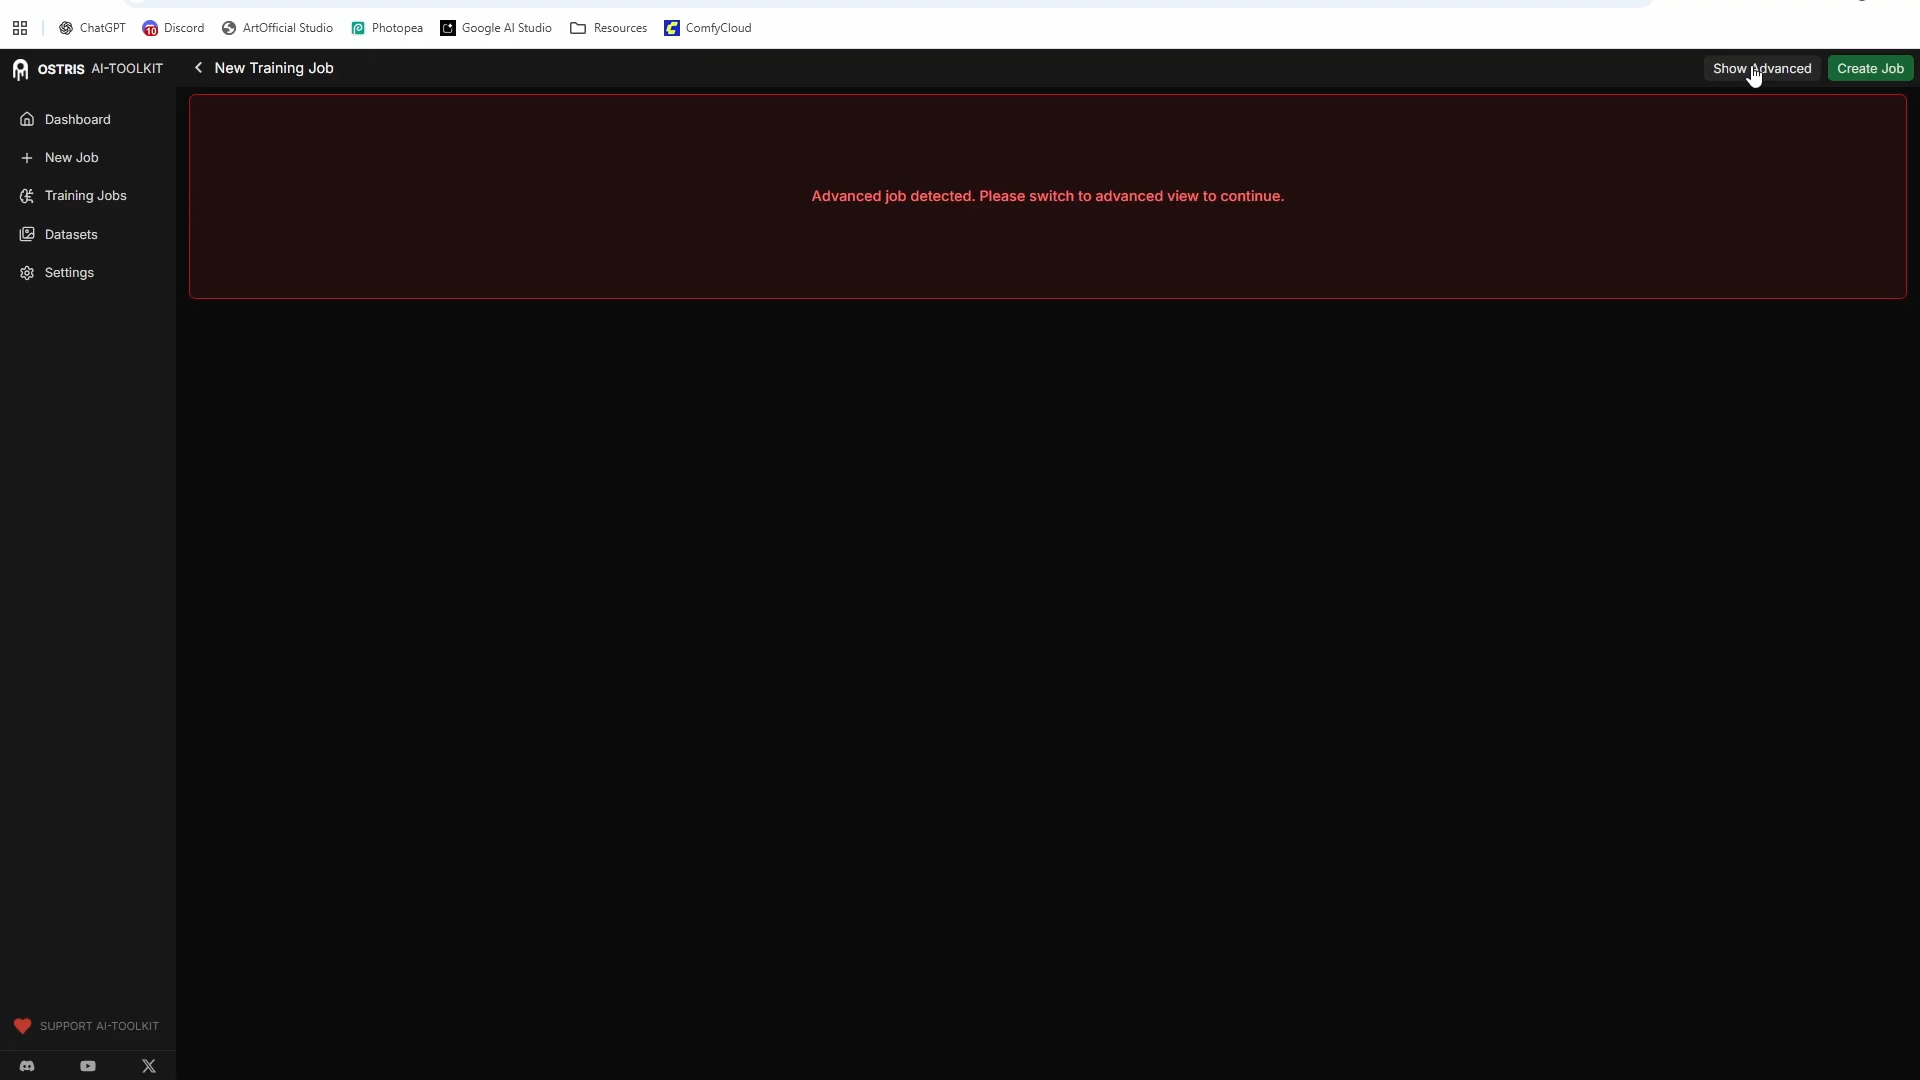 ChatGPT
10
Discord
ArtOfficial Studio
Photopea
Google AI Studio
Resources
ComfyCloud
OSTRIS AI-TOOLKIT
New Training Job
Show Advanced
Create Job
Dashboard
New Job
Training Jobs
Datasets
Settings
Advanced job detected. Please switch to advanced view to continue.
SUPPORT AI-TOOLKIT